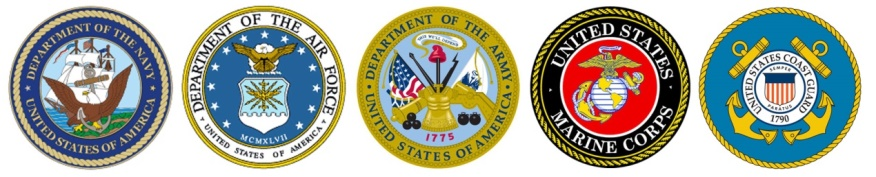 DEPARTMENT OF THE NAVY
UNITED STATES OF AMERICA
DEPARTMENT OF THE AIR FORCE
MCMXLVII
UNITED STATES OF AMERICA
DEPARTMENT OF THE ARMY
THIS WE'LL DEFEND
1775
UNITED STATES OF AMERICA
UNITED STATES
MARINE CORPS
UNITED STATES COAST GUARD
SEMPER
PARATUS
1790